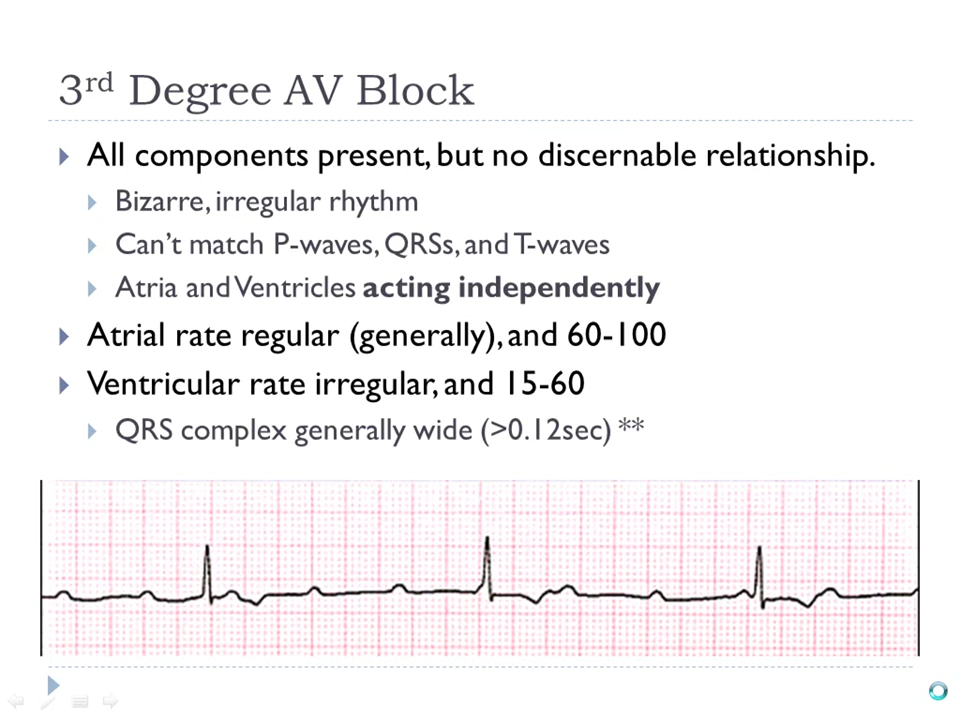 3rd Degree AV Block
All components present, but no discernable relationship.
Bizarre, irregular rhythm
Can't match P-waves, QRSs, and T-waves
Atria and Ventricles acting independently
Atrial rate regular (generally), and 60-100
Ventricular rate irregular, and 15-60
QRS complex generally wide (>0.12sec) **